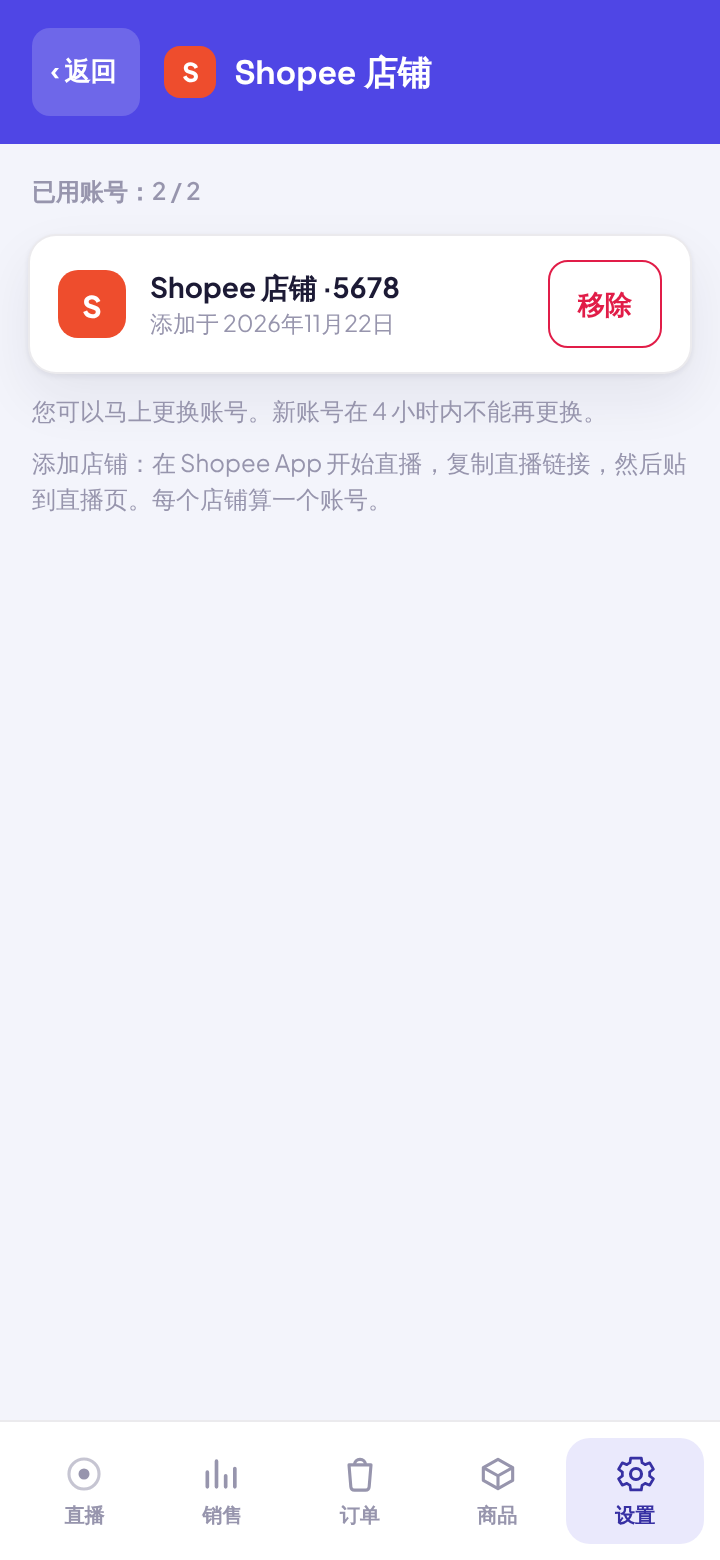 ‹ 返回
S
Shopee 店铺
已用账号：2 / 2
S
Shopee 店铺 ·5678
添加于 2026年11月22日
移除
您可以马上更换账号。新账号在 4 小时内不能再更换。
添加店铺：在 Shopee App 开始直播，复制直播链接，然后贴
到直播页。每个店铺算一个账号。
直播
销售
订单
商品
设置